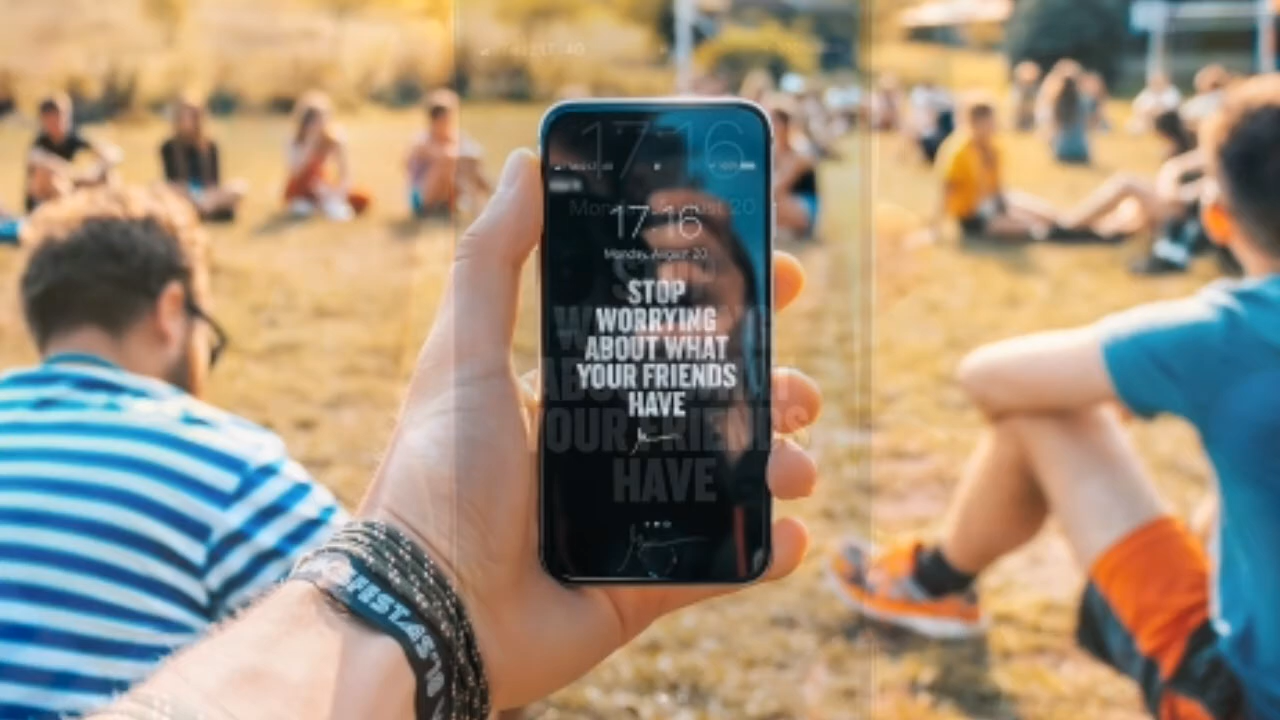 17:16
Monday, August 20
STOP
WORRYING
ABOUT WHAT
YOUR FRIENDS
HAVE